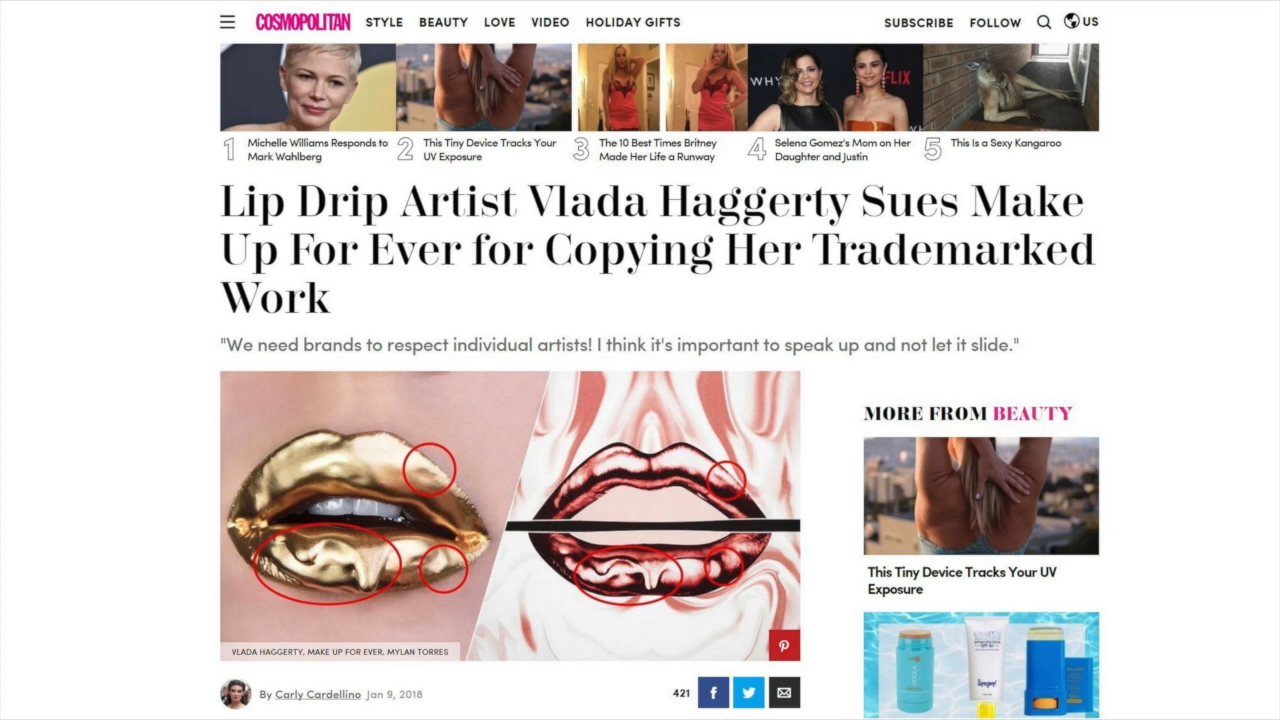 COSMOPOLITAN STYLE BEAUTY LOVE VIDEO HOLIDAY GIFTS SUBSCRIBE FOLLOW US
WHY
FLIX
1 Michelle Williams Responds to
Mark Wahlberg
2 This Tiny Device Tracks Your
UV Exposure
3 The 10 Best Times Britney
Made Her Life a Runway
4 Selena Gomez's Mom on Her
Daughter and Justin
5 This Is a Sexy Kangaroo
Lip Drip Artist Vlada Haggerty Sues Make
Up For Ever for Copying Her Trademarked
Work
"We need brands to respect individual artists! I think it's important to speak up and not let it slide."
VLADA HAGGERTY, MAKE UP FOR EVER, MYLAN TORRES
By Carly Cardellino Jan 9, 2018
421
MORE FROM BEAUTY
This Tiny Device Tracks Your UV
Exposure
COOLA
Supergoop!